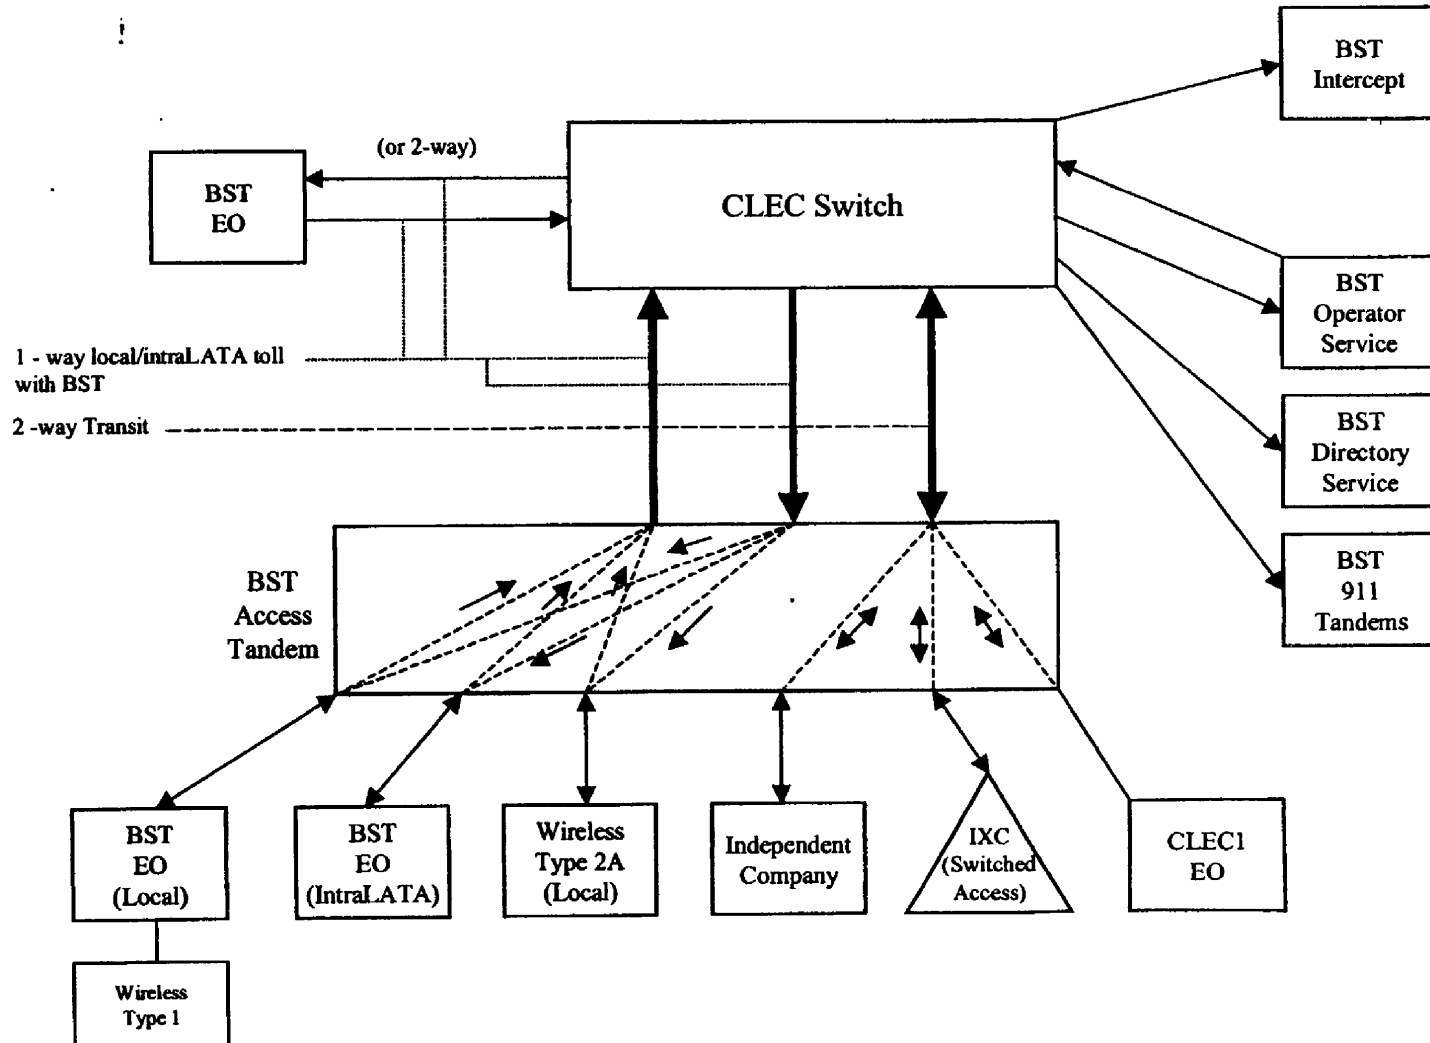 BST
Intercept
(or 2-way)
BST
EO
CLEC Switch
BST
Operator
Service
1 - way local/intraLATA toll
with BST
2 -way Transit
BST
Directory
Service
BST
911
Tandems
BST
Access
Tandem
BST
EO
(Local)
BST
EO
(IntraLATA)
Wireless
Type 2A
(Local)
Independent
Company
IXC
(Switched
Access)
CLEC1
EO
Wireless
Type 1